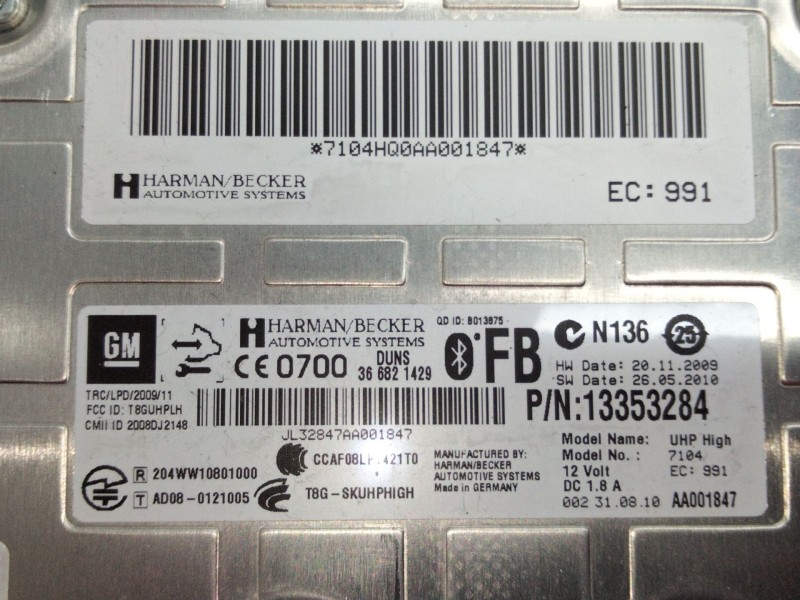 *7104HQ0AA001847*
HARMAN/BECKER
AUTOMOTIVE SYSTEMS
EC: 991
GM
HARMAN/BECKER
AUTOMOTIVE SYSTEMS
QD ID: B013875
FB
N136
25
HW Date: 20.11.2009
SW Date: 26.05.2010
CE 0700
DUNS
36 682 1429
TRC/LPD/2009/11
FCC ID: T8GUHPLH
CMII ID 2008DJ2148
P/N:13353284
JL32847AA001847
R 204WW10801000
T AD08-0121005
T8G-SKUHPHIGH
MANUFACTURED BY:
HARMAN/BECKER
AUTOMOTIVE SYSTEMS
Made in GERMANY
Model Name: UHP High
Model No.: 7104
12 Volt EC: 991
DC 1.8 A
002 31.08.10 AA001847